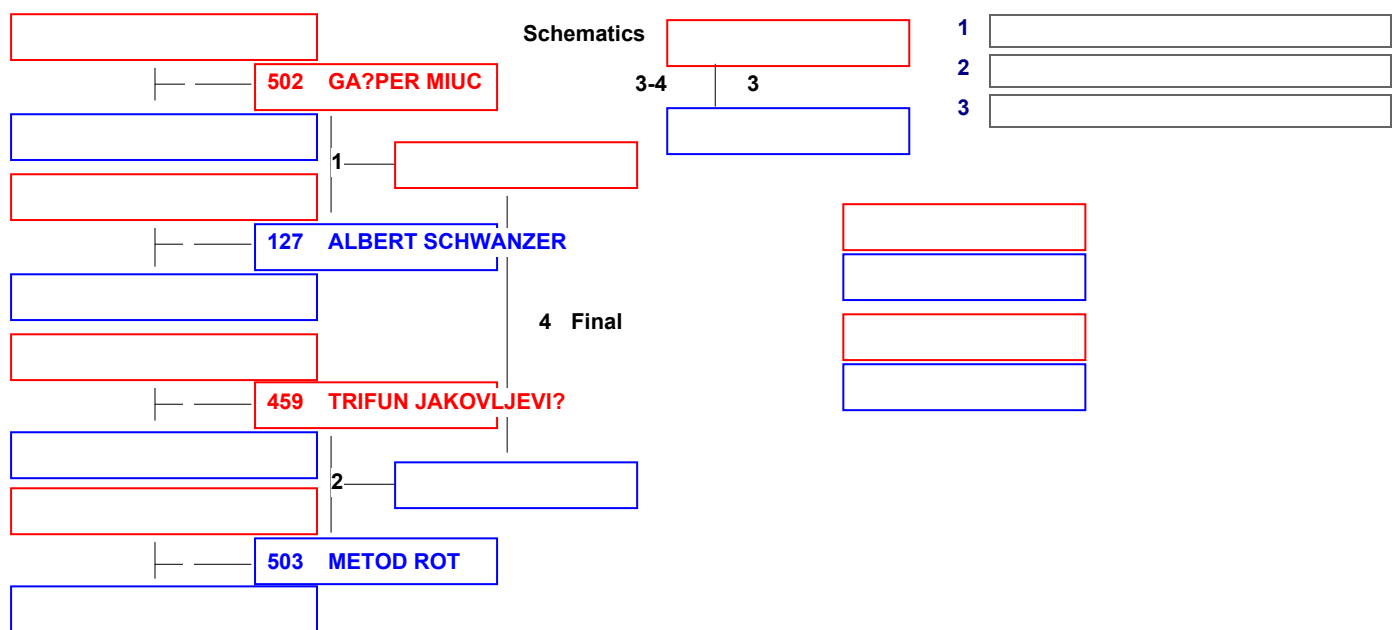 Schematics
1
502 GA?PER MIUC
3-4 3
2
3
1
127 ALBERT SCHWANZER
4 Final
459 TRIFUN JAKOVLJEVI?
2
503 METOD ROT